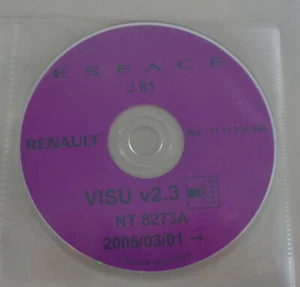 ESPACE
J 81
RENAULT
VISU v2.3
NT 8273A
2005/03/01 →